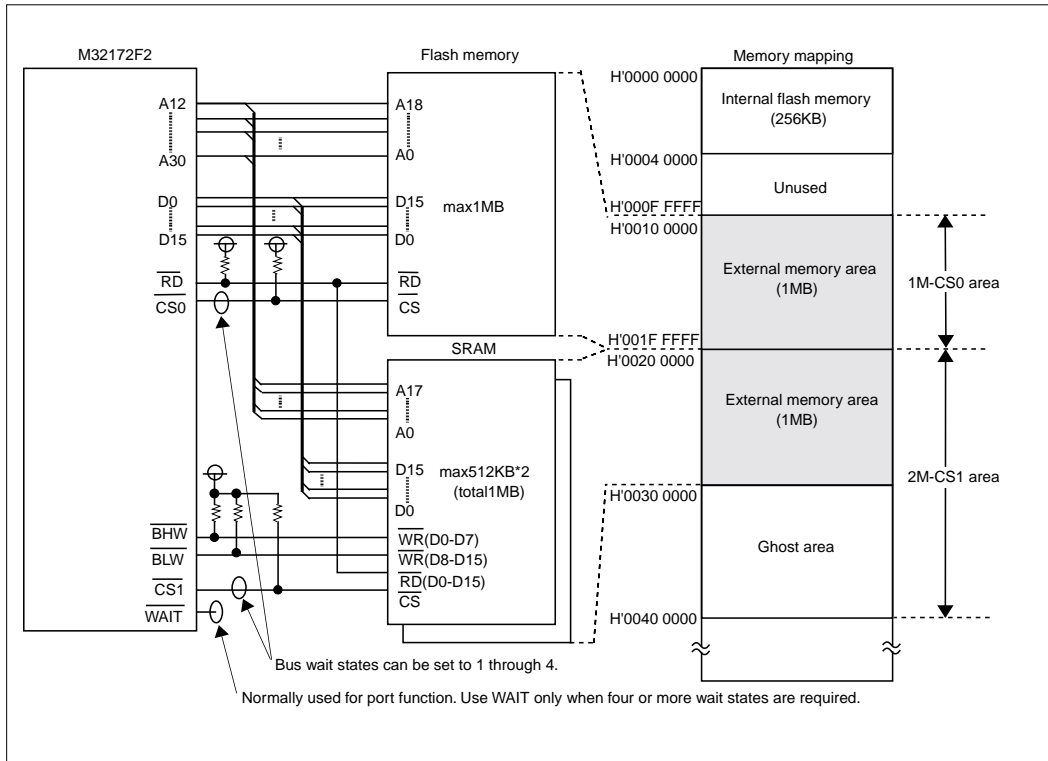 M32172F2
Flash memory
Memory mapping
A12
A30
D0
D15
RD
CS0
BHW
BLW
CS1
WAIT
A18
A0
D15
D0
max1MB
RD
CS
SRAM
A17
A0
D15
D0
max512KB*2
(total1MB)
WR(D0-D7)
WR(D8-D15)
RD(D0-D15)
CS
H'0000 0000
Internal flash memory
(256KB)
H'0004 0000
Unused
H'000F FFFF
H'0010 0000
External memory area
(1MB)
1M-CS0 area
H'001F FFFF
H'0020 0000
External memory area
(1MB)
2M-CS1 area
H'0030 0000
Ghost area
H'0040 0000
Bus wait states can be set to 1 through 4.
Normally used for port function. Use WAIT only when four or more wait states are required.